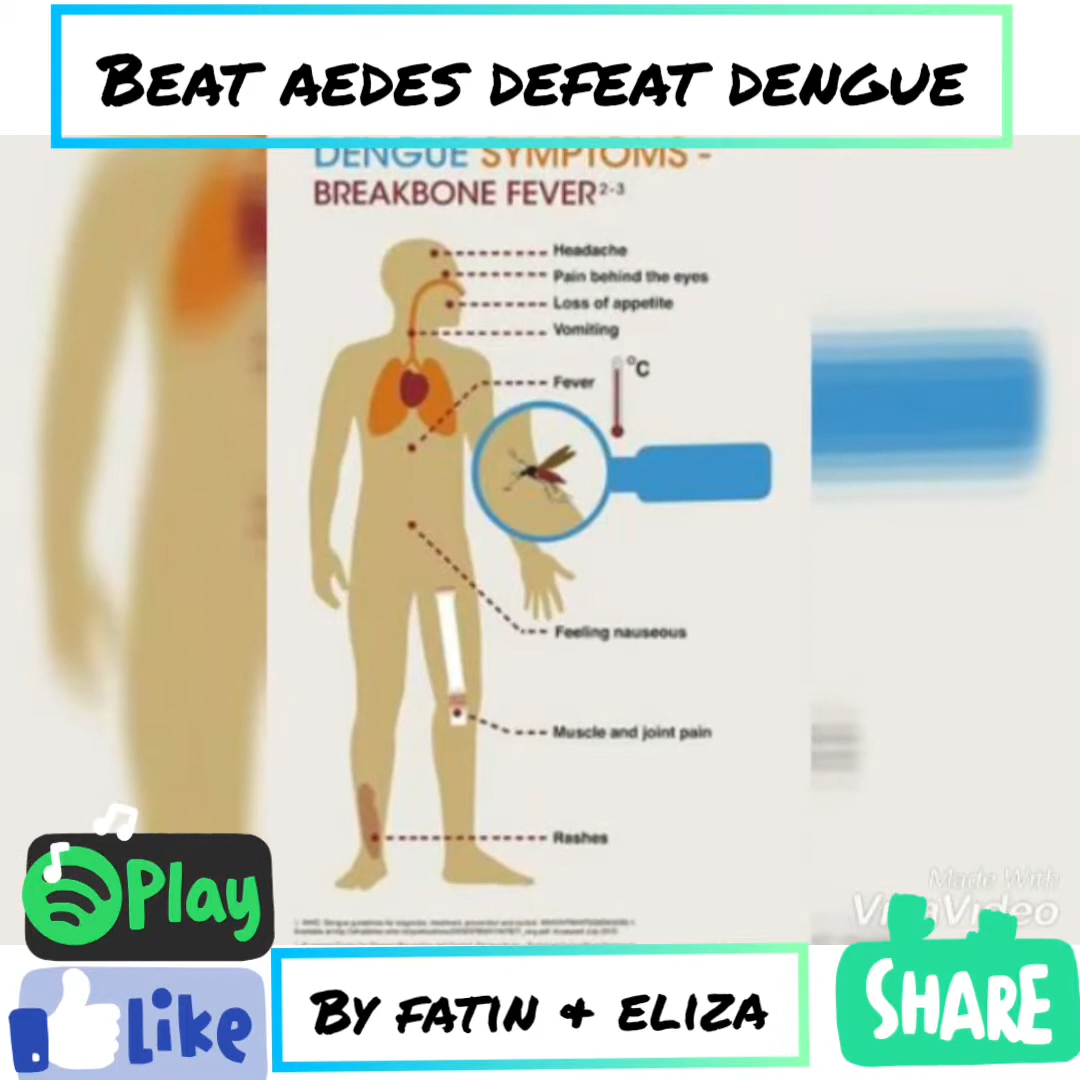 BEAT AEDES DEFEAT DENGUE
DENGUE SYMPTOMS -
BREAKBONE FEVER2-3
Headache
Pain behind the eyes
Loss of appetite
Vomiting
Fever
°C
Feeling nauseous
Muscle and joint pain
Rashes
Made With
VivaVideo
Play
Like
BY FATIN & ELIZA
SHARE